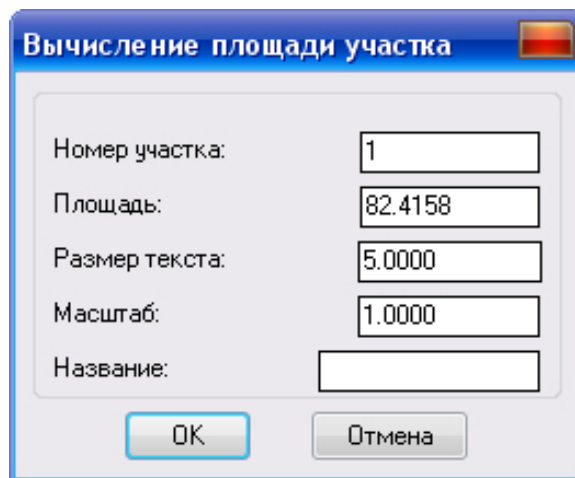 Вычисление площади участка
Номер участка: 1
Площадь: 82.4158
Размер текста: 5.0000
Масштаб: 1.0000
Название:
OK Отмена